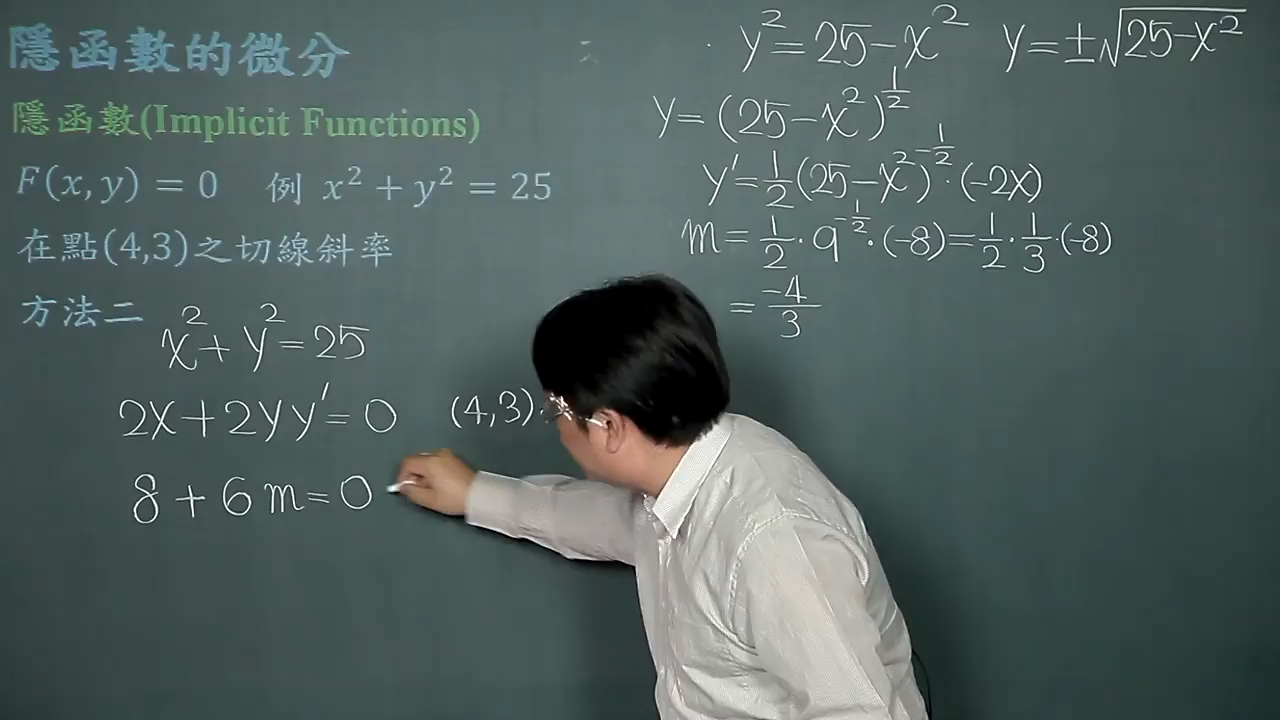 隱函數的微分
隱函數(Implicit Functions)
F(x, y) = 0 例 x² + y² = 25
在點(4,3)之切線斜率
方法二
x² + y² = 25
2x + 2yy' = 0 (4,3)
8 + 6m = 0
y² = 25 − x² y = ±√(25−x²)
y = (25 − x²)^(1/2)
y' = 1/2 (25 − x²)^(−1/2) · (−2x)
m = 1/2 · 9^(−1/2) · (−8) = 1/2 · 1/3 · (−8)
= −4/3